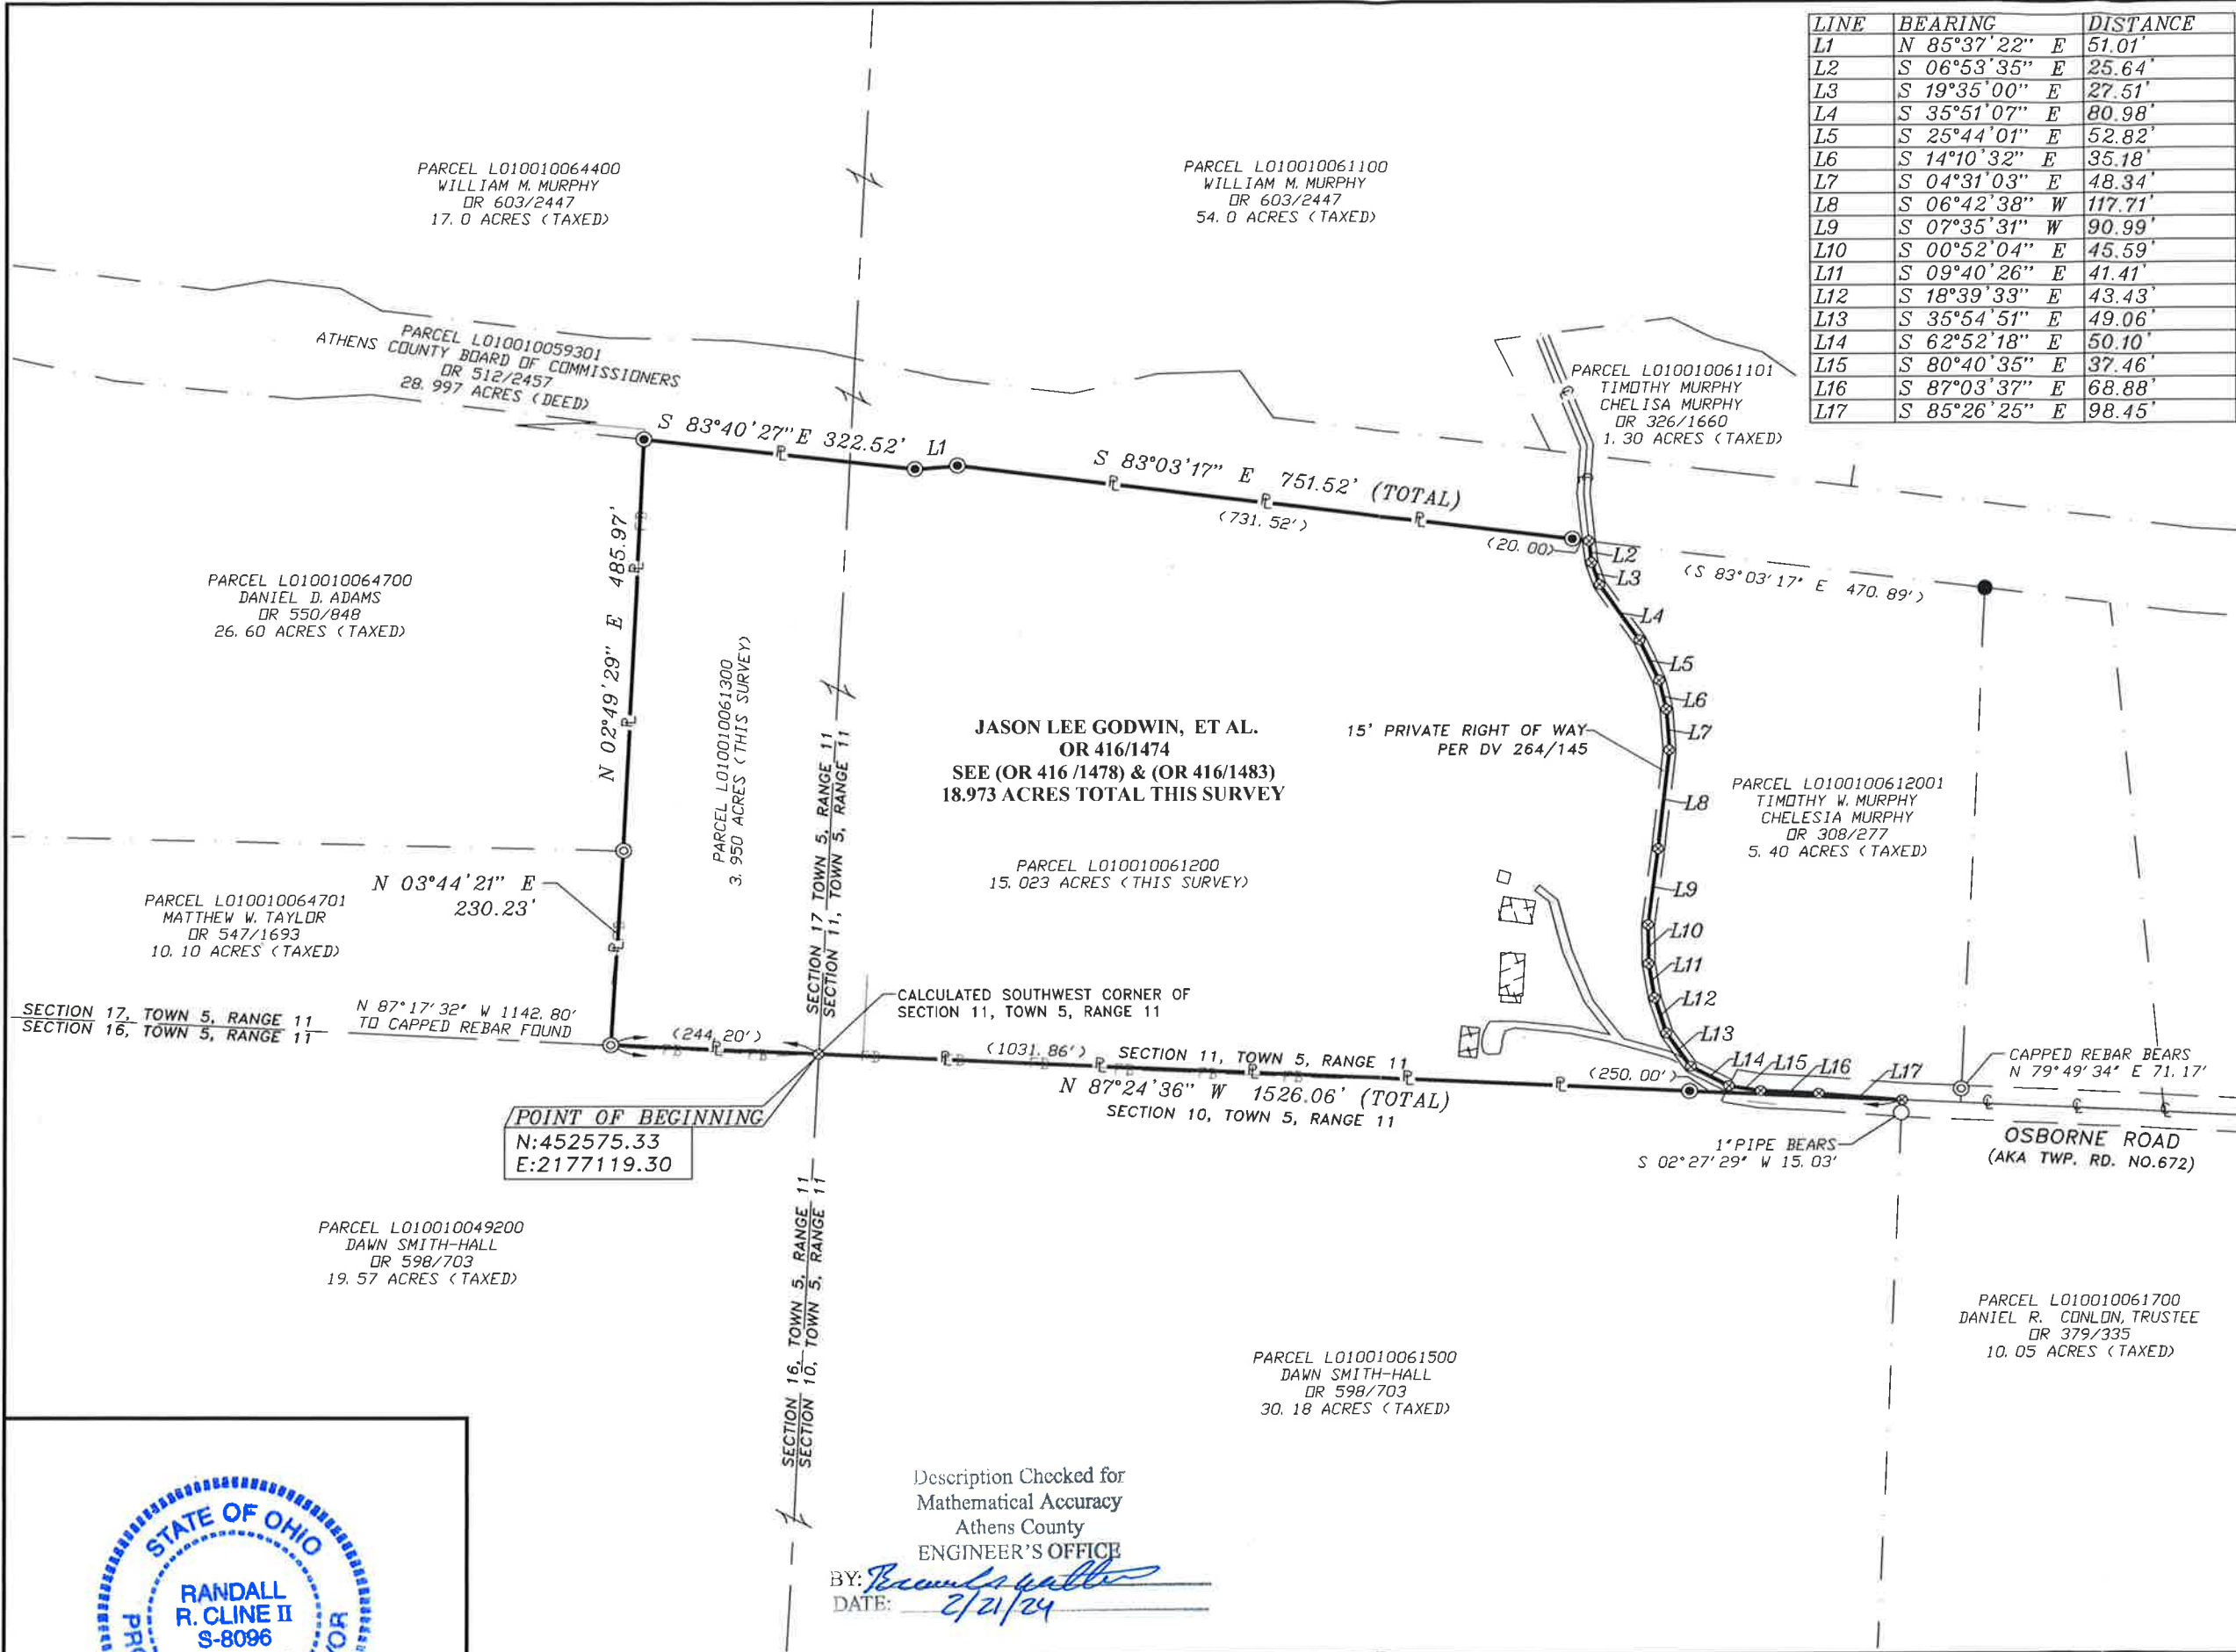 LINE BEARING DISTANCE
L1 N 85°37'22" E 51.01'
L2 S 06°53'35" E 25.64'
L3 S 19°35'00" E 27.51'
L4 S 35°51'07" E 80.98'
L5 S 25°44'01" E 52.82'
L6 S 14°10'32" E 35.18'
L7 S 04°31'03" E 48.34'
L8 S 06°42'38" W 117.71'
L9 S 07°35'31" W 90.99'
L10 S 00°52'04" E 45.59'
L11 S 09°40'26" E 41.41'
L12 S 18°39'33" E 43.43'
L13 S 35°54'51" E 49.06'
L14 S 62°52'18" E 50.10'
L15 S 80°40'35" E 37.46'
L16 S 87°03'37" E 68.88'
L17 S 85°26'25" E 98.45'
PARCEL L010010064400
WILLIAM M. MURPHY
OR 603/2447
17.0 ACRES (TAXED)
PARCEL L010010061100
WILLIAM M. MURPHY
OR 603/2447
54.0 ACRES (TAXED)
PARCEL L010010059301
ATHENS COUNTY BOARD OF COMMISSIONERS
OR 512/2457
28.997 ACRES (DEED)
PARCEL L010010061101
TIMOTHY MURPHY
CHELISA MURPHY
OR 326/1660
1.30 ACRES (TAXED)
S 83°40'27"E 322.52'
L1
S 83°03'17" E 751.52' (TOTAL)
(731.52')
(20.00)
L2
L3
(S 83°03'17" E 470.89')
L4
L5
L6
L7
L8
L9
L10
L11
L12
L13
L14
L15
L16
L17
N 02°49'29" E 485.97'
PARCEL L010010064700
DANIEL D. ADAMS
OR 550/848
26.60 ACRES (TAXED)
PARCEL L010010061300
3.950 ACRES (THIS SURVEY)
SECTION 17, TOWN 5, RANGE 11
SECTION 11, TOWN 5, RANGE 11
JASON LEE GODWIN, ET AL.
OR 416/1474
SEE (OR 416 /1478) & (OR 416/1483)
18.973 ACRES TOTAL THIS SURVEY
15' PRIVATE RIGHT OF WAY
PER DV 264/145
PARCEL L0100100612001
TIMOTHY W. MURPHY
CHELESIA MURPHY
OR 308/277
5.40 ACRES (TAXED)
PARCEL L010010061200
15.023 ACRES (THIS SURVEY)
N 03°44'21" E
230.23'
PARCEL L010010064701
MATTHEW W. TAYLOR
OR 547/1693
10.10 ACRES (TAXED)
SECTION 17, TOWN 5, RANGE 11
SECTION 16, TOWN 5, RANGE 11
N 87°17'32" W 1142.80'
TO CAPPED REBAR FOUND
(244.20')
CALCULATED SOUTHWEST CORNER OF
SECTION 11, TOWN 5, RANGE 11
(1031.86')
SECTION 11, TOWN 5, RANGE 11
N 87°24'36" W 1526.06' (TOTAL)
SECTION 10, TOWN 5, RANGE 11
(250.00')
CAPPED REBAR BEARS
N 79°49'34" E 71.17'
1" PIPE BEARS
S 02°27'29" W 15.03'
OSBORNE ROAD
(AKA TWP. RD. NO.672)
POINT OF BEGINNING
N:452575.33
E:2177119.30
SECTION 16, TOWN 5, RANGE 11
SECTION 10, TOWN 5, RANGE 11
PARCEL L010010049200
DAWN SMITH-HALL
OR 598/703
19.57 ACRES (TAXED)
PARCEL L010010061500
DAWN SMITH-HALL
OR 598/703
30.18 ACRES (TAXED)
PARCEL L010010061700
DANIEL R. CONLON, TRUSTEE
OR 379/335
10.05 ACRES (TAXED)
Description Checked for
Mathematical Accuracy
Athens County
ENGINEER'S OFFICE
BY:
DATE: 2/21/24
STATE OF OHIO
RANDALL
R. CLINE II
S-8096